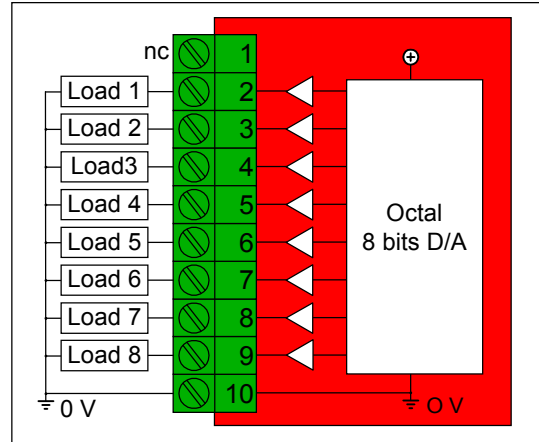 nc 1
Load 1 2
Load 2 3
Load3 4
Load 4 5
Load 5 6
Load 6 7
Load 7 8
Load 8 9
10
0 V
Octal
8 bits D/A
O V